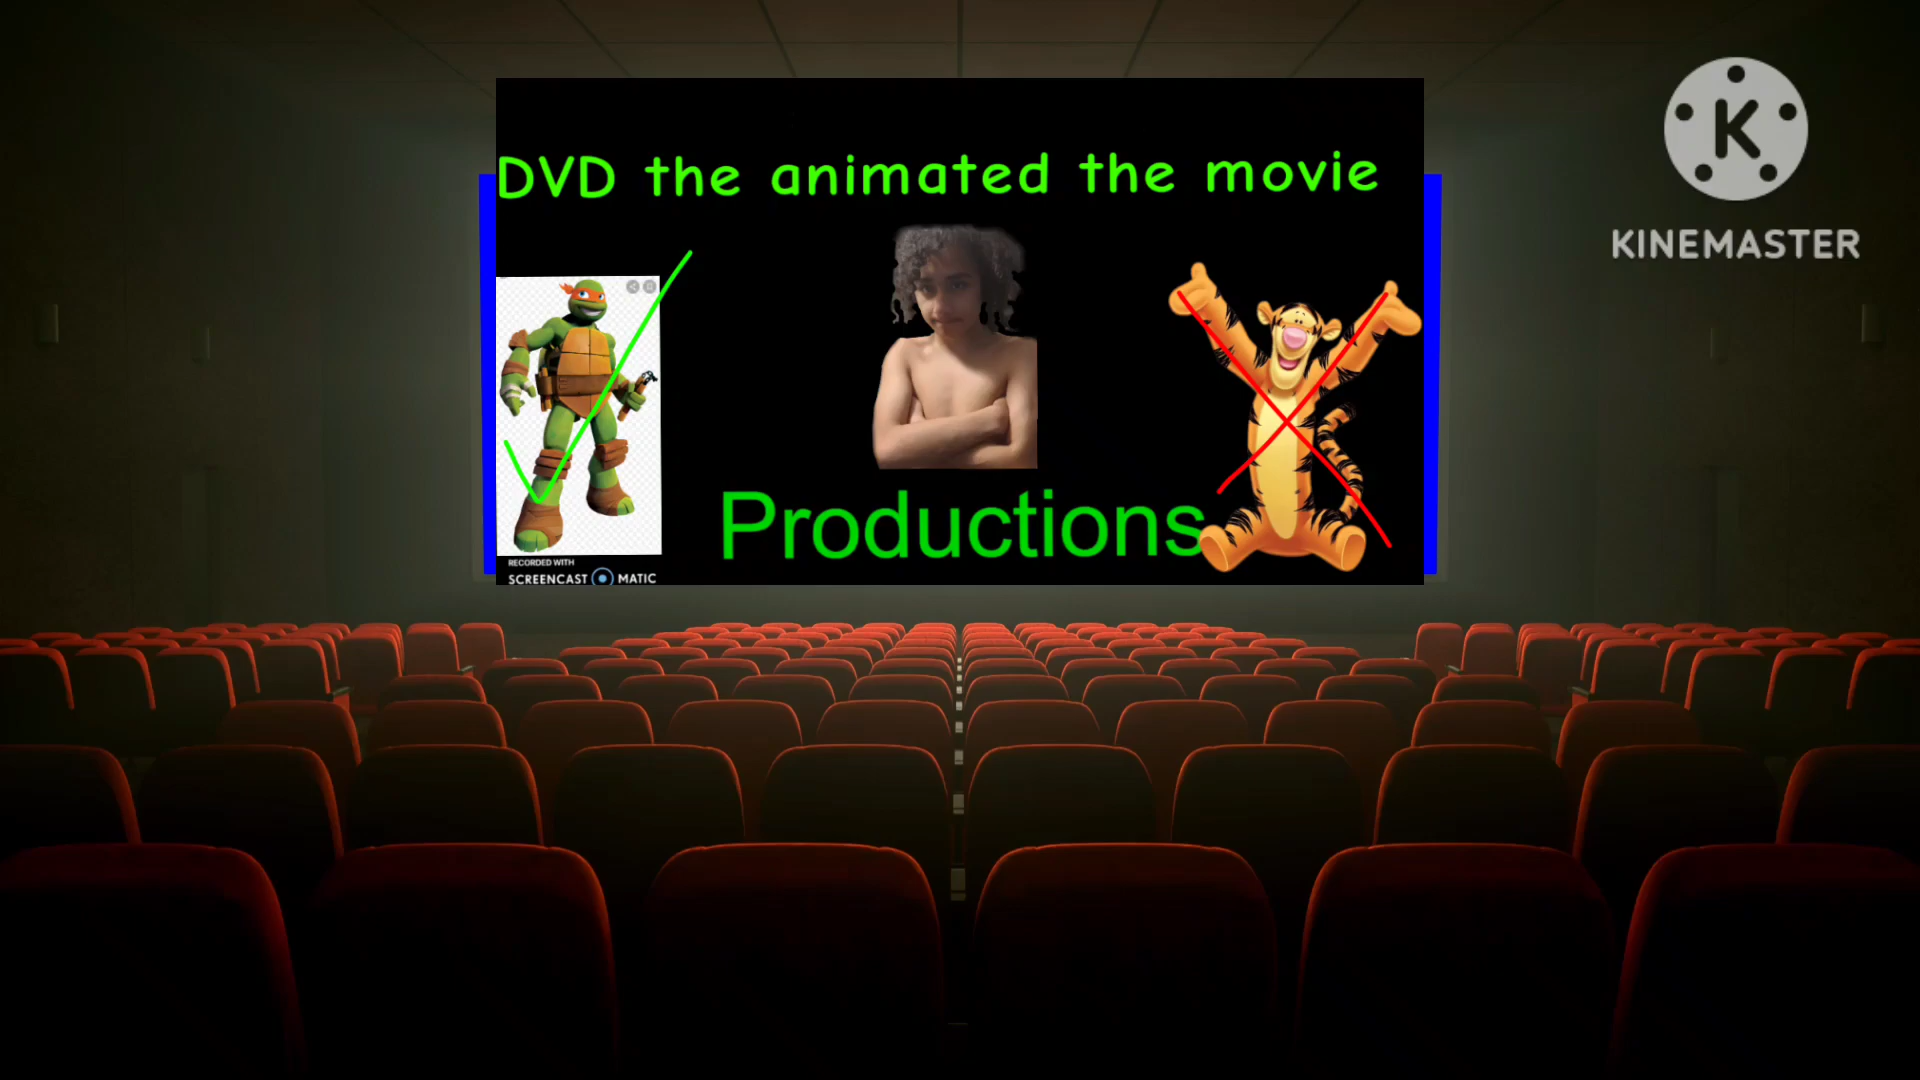 DVD the animated the movie
K
KINEMASTER
Productions
RECORDED WITH
SCREENCAST MATIC